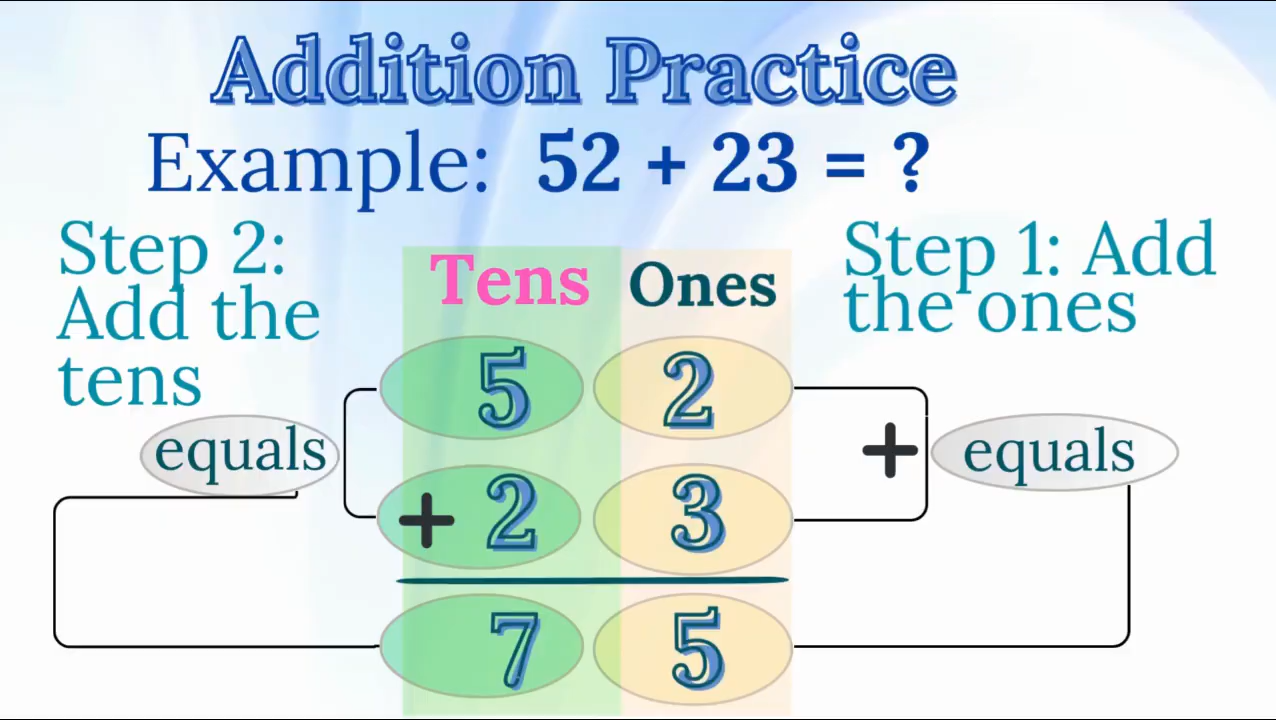 Addition Practice
Example: 52 + 23 = ?
Step 2:
Add the
tens
equals
Tens Ones
5 2
+ 2 3
7 5
Step 1: Add
the ones
+ equals